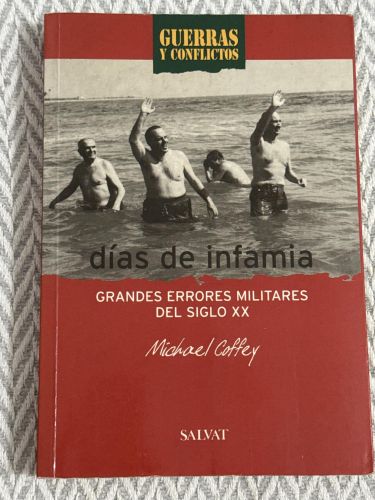 GUERRAS
Y CONFLICTOS
días de infamia
GRANDES ERRORES MILITARES
DEL SIGLO XX
Michael Coffey
SALVAT